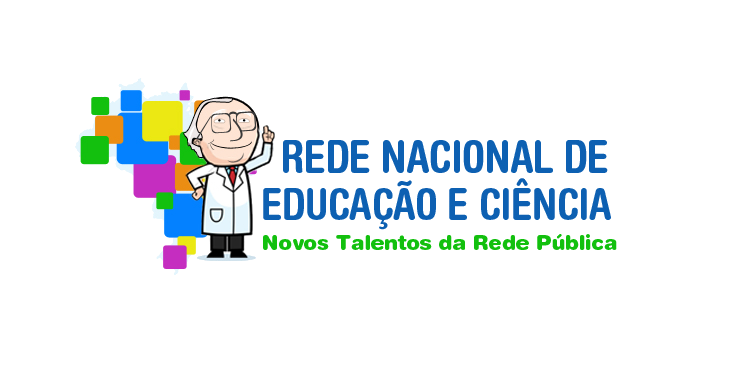 REDE NACIONAL DE
EDUCAÇÃO E CIÊNCIA
Novos Talentos da Rede Pública